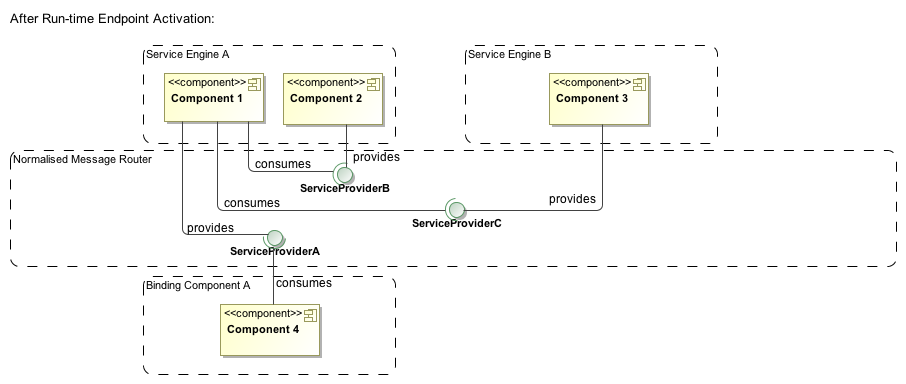 After Run-time Endpoint Activation:
Service Engine A
Service Engine B
<<component>>
Component 1
<<component>>
Component 2
<<component>>
Component 3
Normalised Message Router
consumes
provides
ServiceProviderB
consumes
provides
ServiceProviderC
provides
ServiceProviderA
Binding Component A
consumes
<<component>>
Component 4